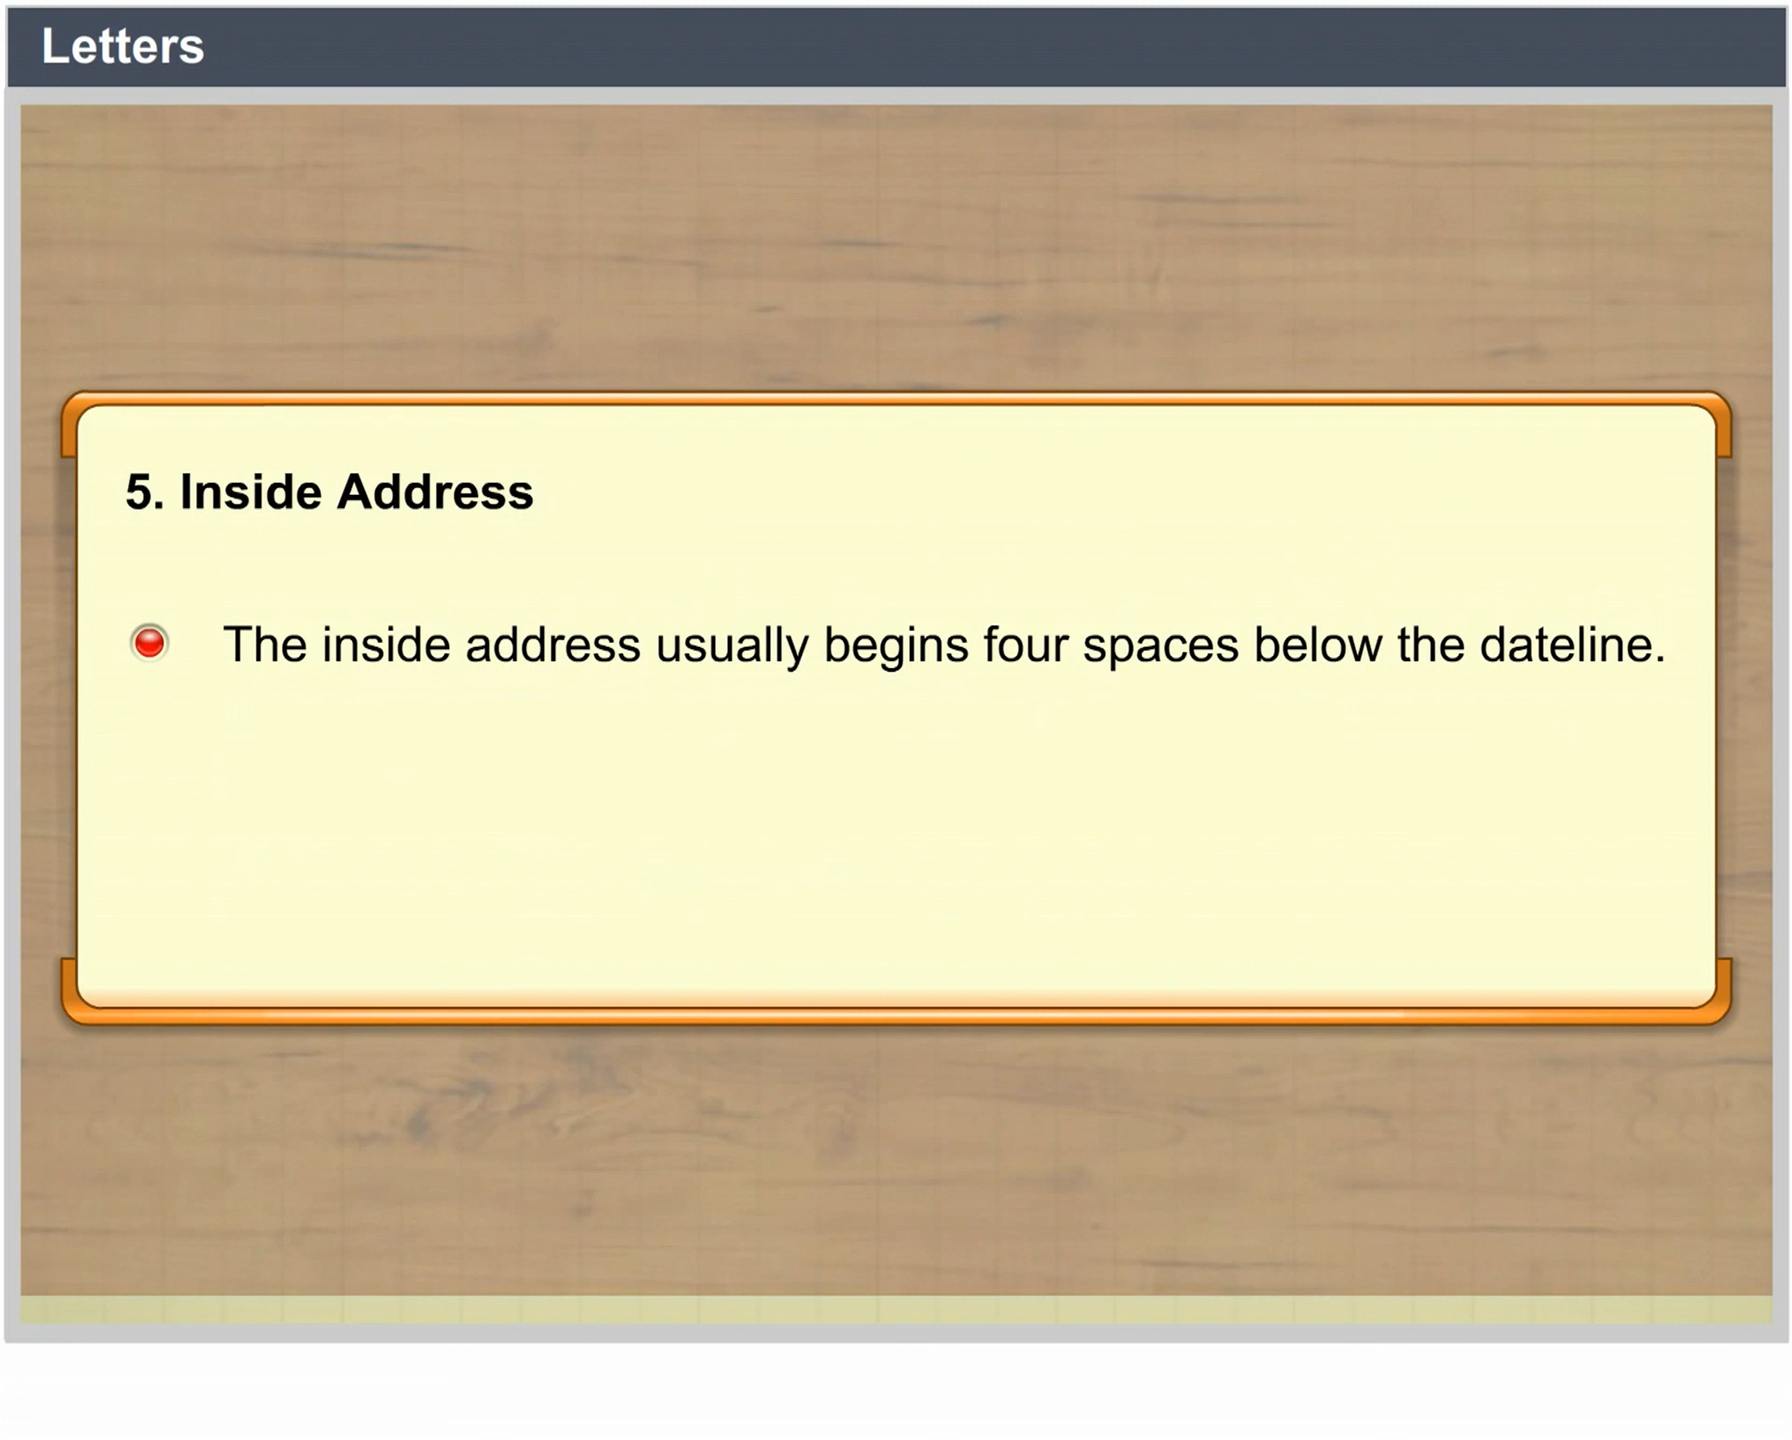 Letters
5. Inside Address
The inside address usually begins four spaces below the dateline.